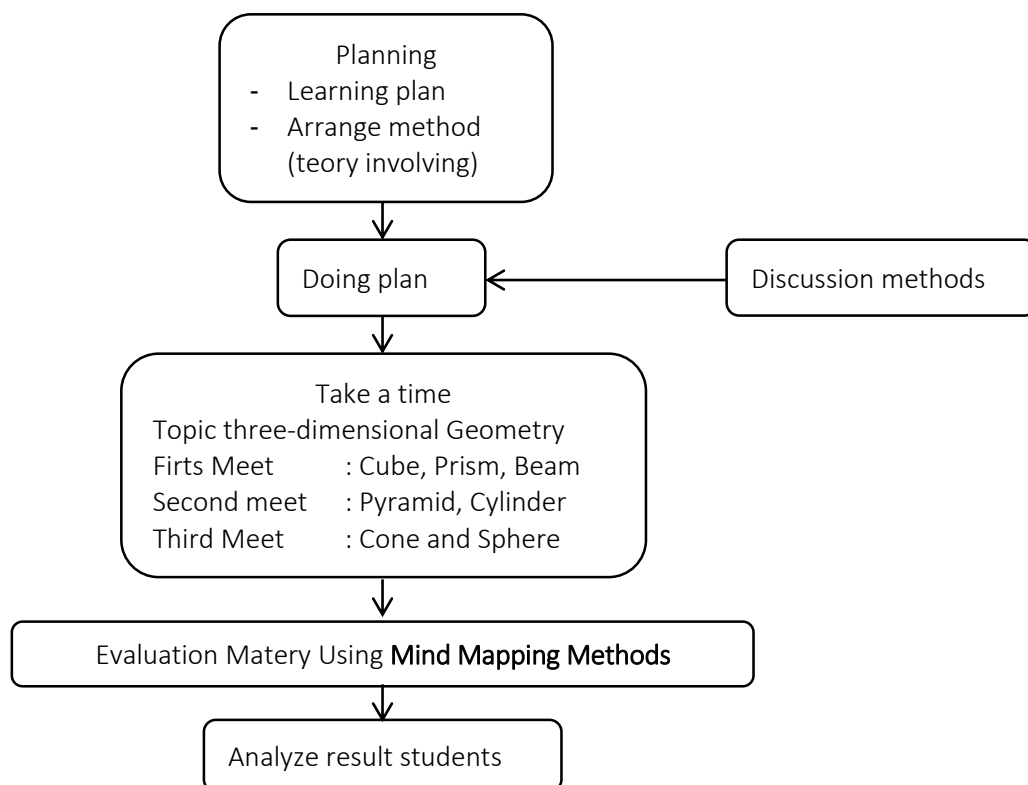 Planning
- Learning plan
- Arrange method
(teory involving)
Doing plan
Discussion methods
Take a time
Topic three-dimensional Geometry
Firts Meet : Cube, Prism, Beam
Second meet : Pyramid, Cylinder
Third Meet : Cone and Sphere
Evaluation Matery Using Mind Mapping Methods
Analyze result students